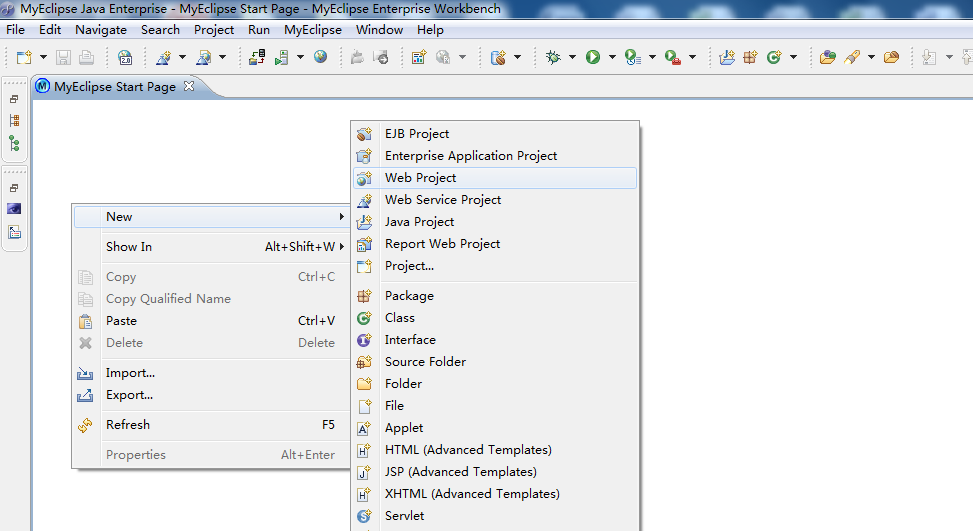 MyEclipse Java Enterprise - MyEclipse Start Page - MyEclipse Enterprise Workbench
File Edit Navigate Search Project Run MyEclipse Window Help
2.0
M MyEclipse Start Page
New
Show In Alt+Shift+W
Copy Ctrl+C
Copy Qualified Name
Paste Ctrl+V
Delete Delete
Import...
Export...
Refresh F5
Properties Alt+Enter
EJB Project
Enterprise Application Project
Web Project
Web Service Project
Java Project
Report Web Project
Project...
Package
Class
Interface
Source Folder
Folder
File
Applet
HTML (Advanced Templates)
JSP (Advanced Templates)
XHTML (Advanced Templates)
Servlet